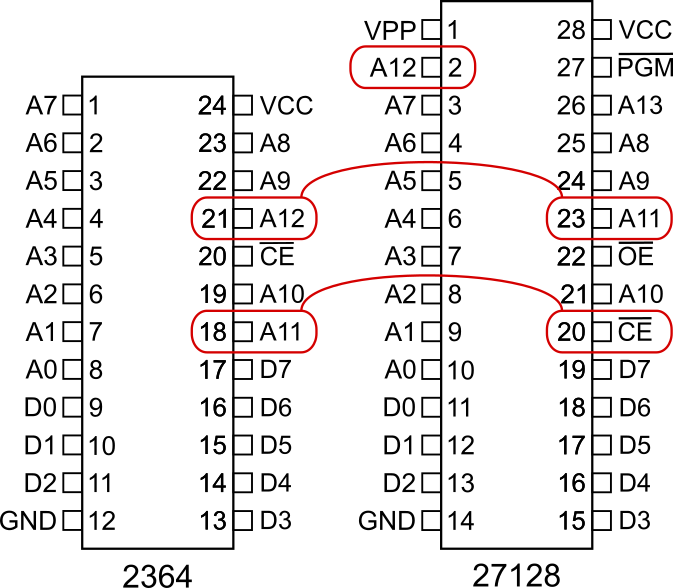 VPP 1 28 VCC
A12 2 27 PGM
A7 1 24 VCC A7 3 26 A13
A6 2 23 A8 A6 4 25 A8
A5 3 22 A9 A5 5 24 A9
A4 4 21 A12 A4 6 23 A11
A3 5 20 CE A3 7 22 OE
A2 6 19 A10 A2 8 21 A10
A1 7 18 A11 A1 9 20 CE
A0 8 17 D7 A0 10 19 D7
D0 9 16 D6 D0 11 18 D6
D1 10 15 D5 D1 12 17 D5
D2 11 14 D4 D2 13 16 D4
GND 12 13 D3 GND 14 15 D3
2364 27128